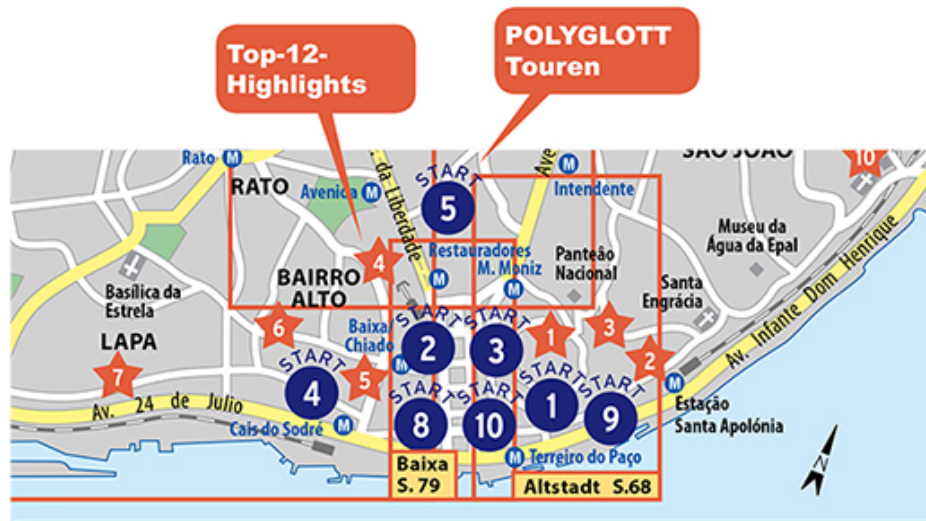 Top-12-
Highlights
POLYGLOTT
Touren
Rato M
RATO
Avenida M
. da Liberdade
START
5
Ave
M
Intendente
SÃO JOÃO
10
Museu da
Água da Epal
Av. Infante Dom Henrique
4
Restauradores
M
M. Moniz
M
Panteão
Nacional
Santa
Engrácia
BAIRRO
ALTO
Basílica da
Estrela
LAPA
7
6
Baixa/
Chiado
M
START
2
START
3
1
3
2
M
Estação
Santa Apolónia
START
4
5
START
8
START
10
START
1
START
9
Av. 24 de Julio
Cais do Sodré M
M Terreiro do Paço
Baixa
S. 79
Altstadt S.68
N